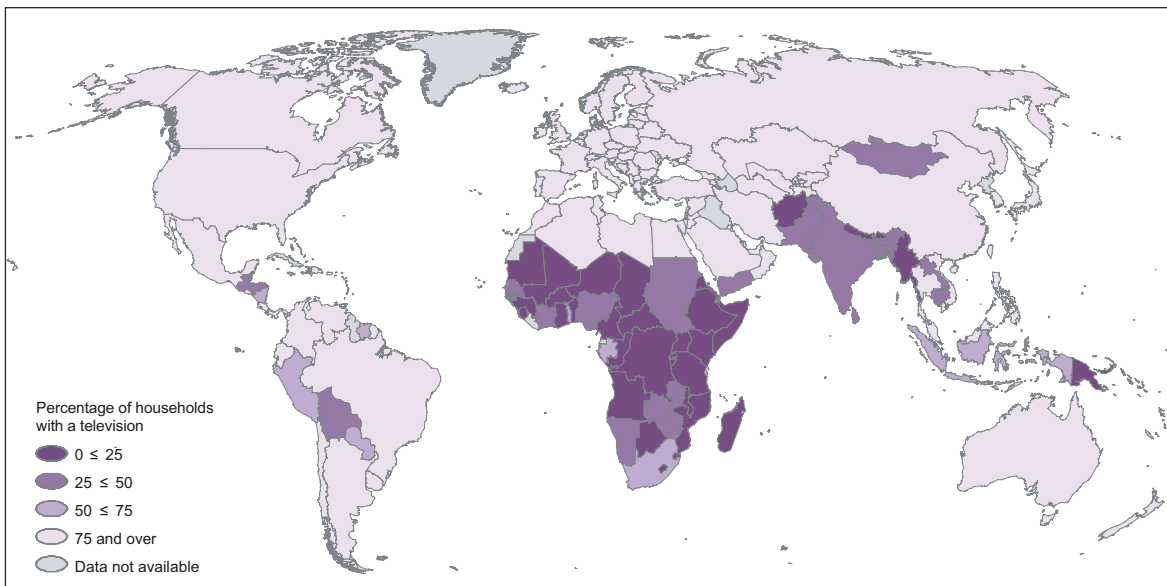 Percentage of households
with a television
0 ≤ 25
25 ≤ 50
50 ≤ 75
75 and over
Data not available